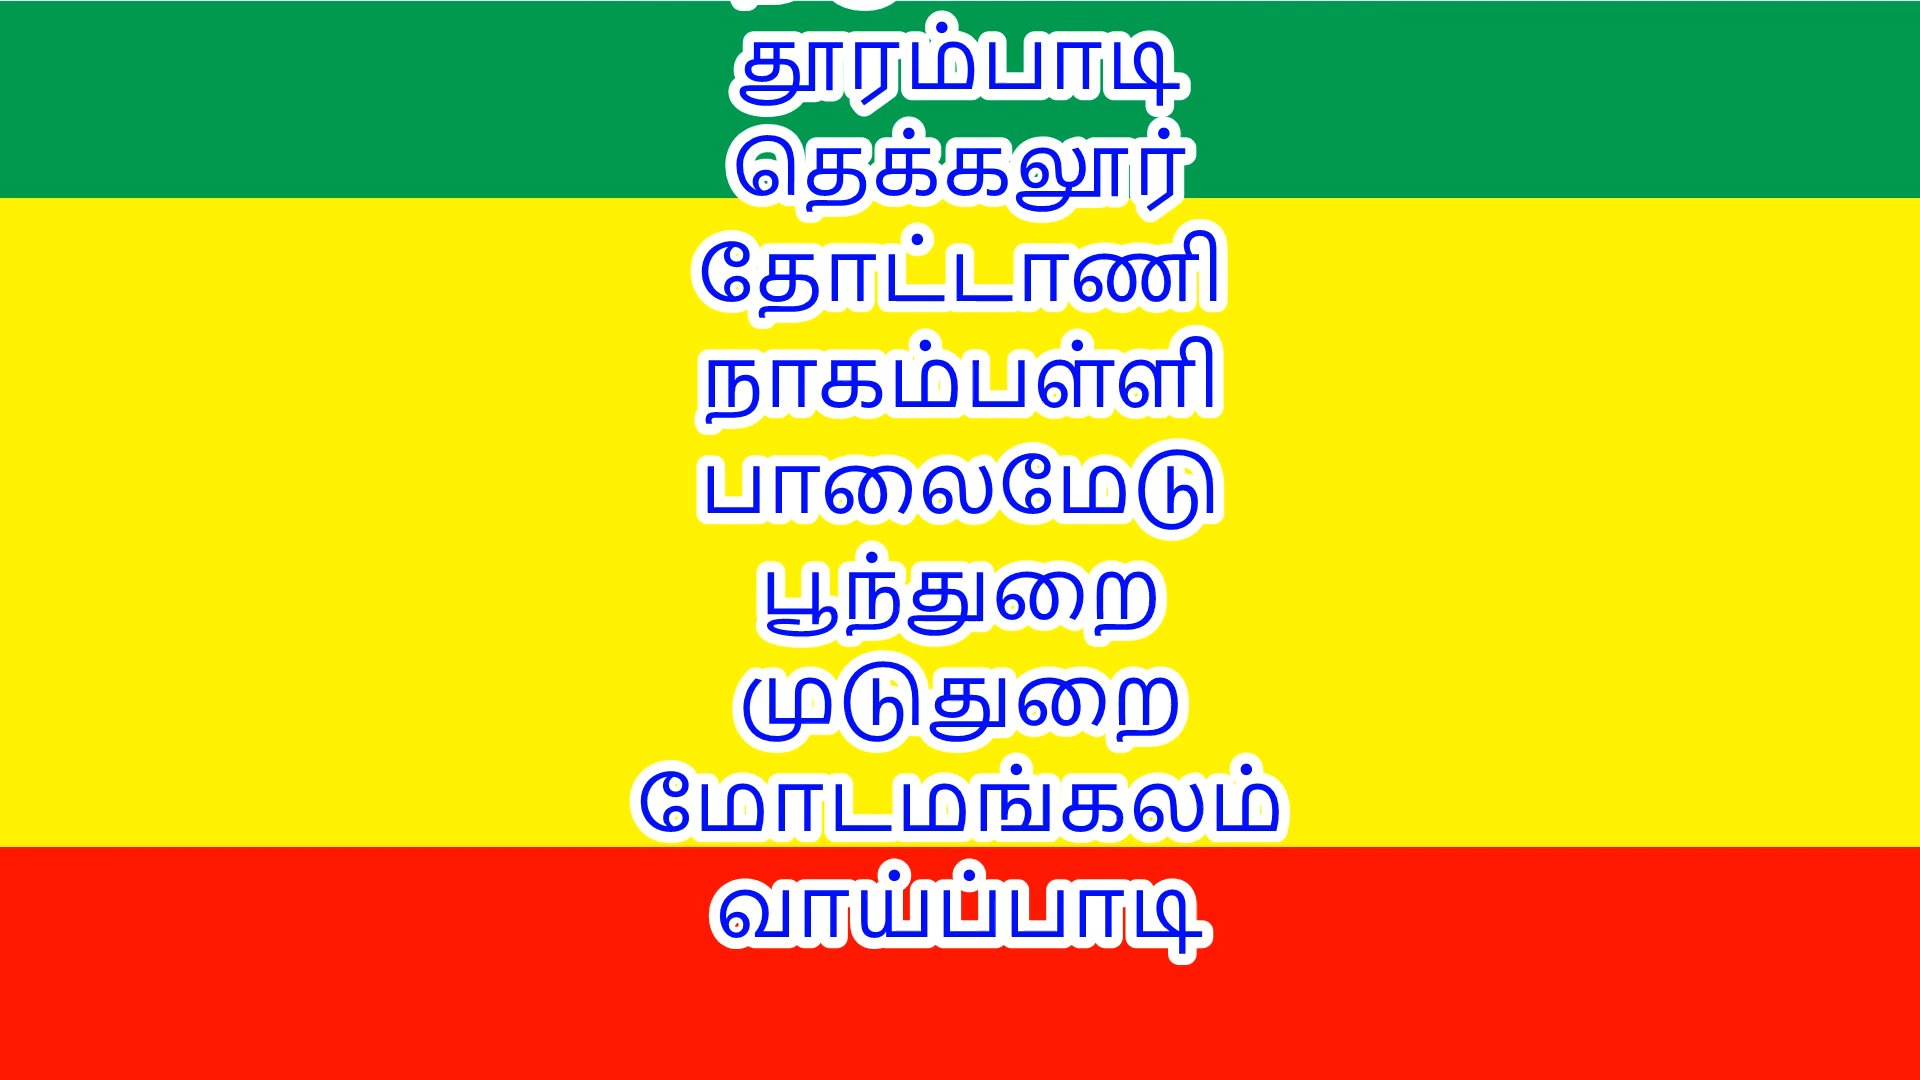 தூரம்பாடி
தெக்கலூர்
தோட்டாணி
நாகம்பள்ளி
பாலைமேடு
பூந்துறை
முடுதுறை
மோடமங்கலம்
வாய்ப்பாடி